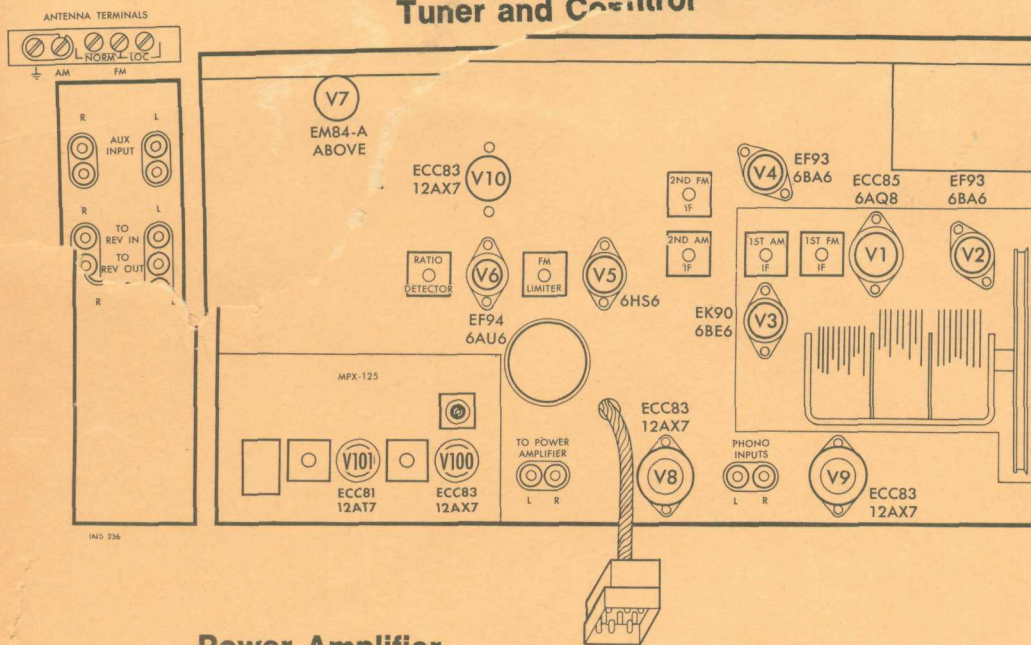 Tuner and Control
ANTENNA TERMINALS
NORM LOC
AM FM
R L
AUX
INPUT
R L
TO
REV IN
TO
REV OUT
R L
INS 236
V7
EM84-A
ABOVE
ECC83
12AX7
V10
2ND FM
IF
V4
EF93
6BA6
ECC85
6AQ8
EF93
6BA6
RATIO
DETECTOR
V6
EF94
6AU6
FM
LIMITER
V5
6HS6
2ND AM
IF
1ST AM
IF
1ST FM
IF
V1
V2
EK90
6BE6
V3
MPX-125
V101
ECC81
12AT7
V100
ECC83
12AX7
TO POWER
AMPLIFIER
L R
ECC83
12AX7
V8
PHONO
INPUTS
L R
V9
ECC83
12AX7
Power Amplifier